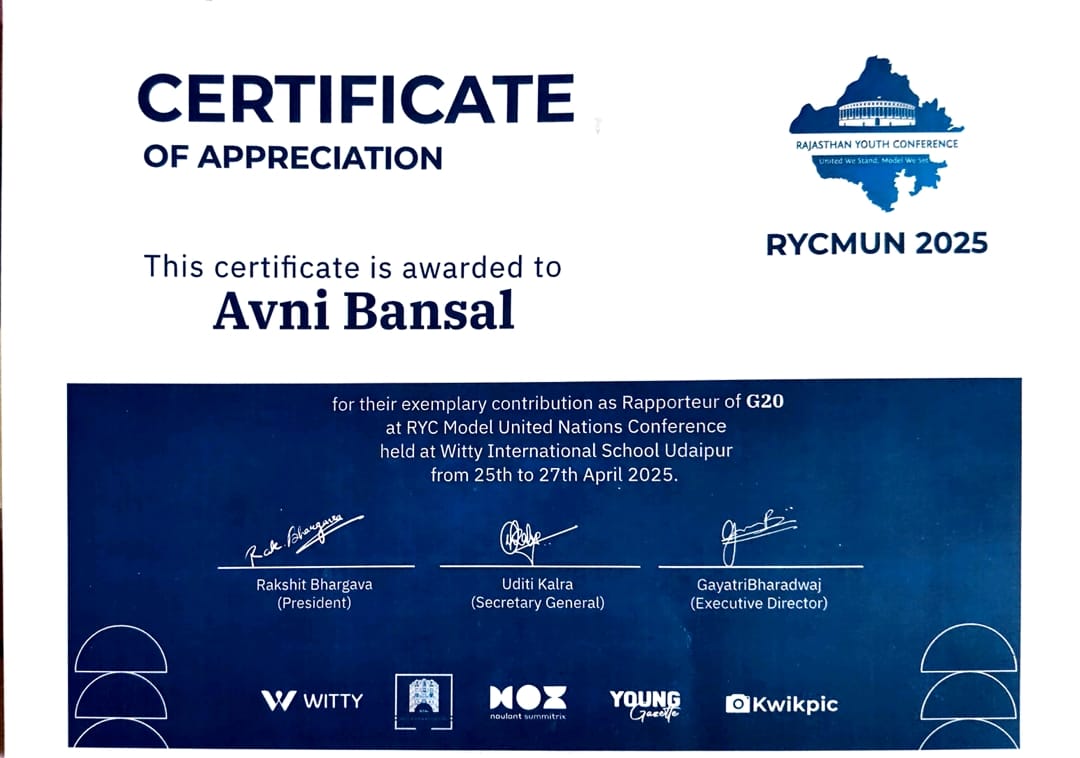 CERTIFICATE
OF APPRECIATION
RAJASTHAN YOUTH CONFERENCE
United We Stand, Model We Set
RYCMUN 2025
This certificate is awarded to
Avni Bansal
for their exemplary contribution as Rapporteur of G20
at RYC Model United Nations Conference
held at Witty International School Udaipur
from 25th to 27th April 2025.
Rak. Bhargava
Rakshit Bhargava
(President)
Uditi Kalra
(Secretary General)
GayatriBharadwaj
(Executive Director)
WITTY
NOX
noulant summitrix
YOUNG
Gazette
Kwikpic